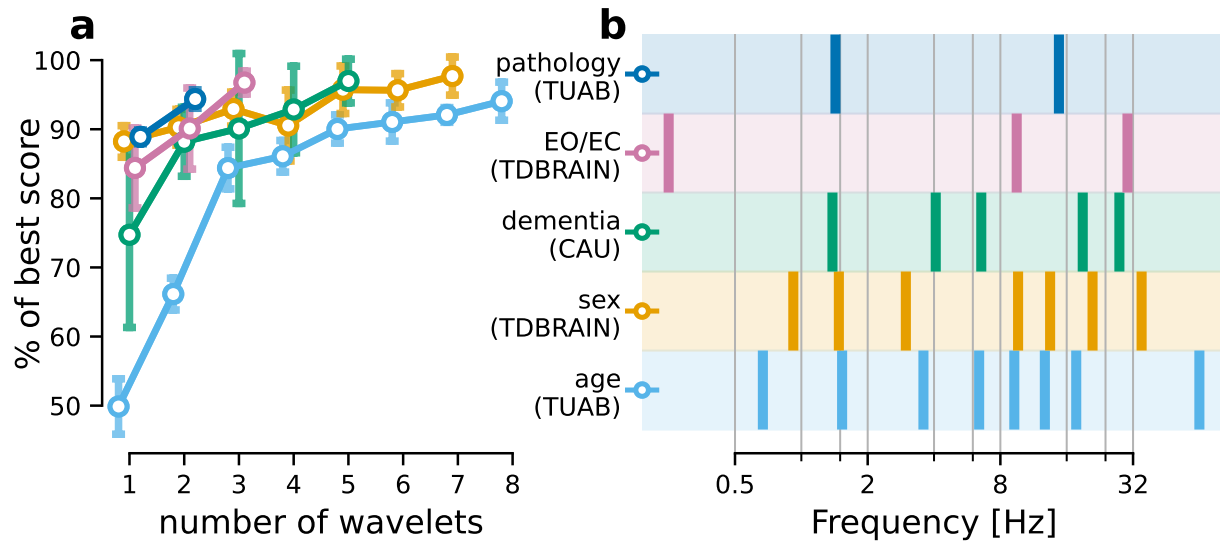 a
100
90
80
70
60
50
% of best score
1 2 3 4 5 6 7 8
number of wavelets
b
pathology
(TUAB)
EO/EC
(TDBRAIN)
dementia
(CAU)
sex
(TDBRAIN)
age
(TUAB)
0.5 2 8 32
Frequency [Hz]